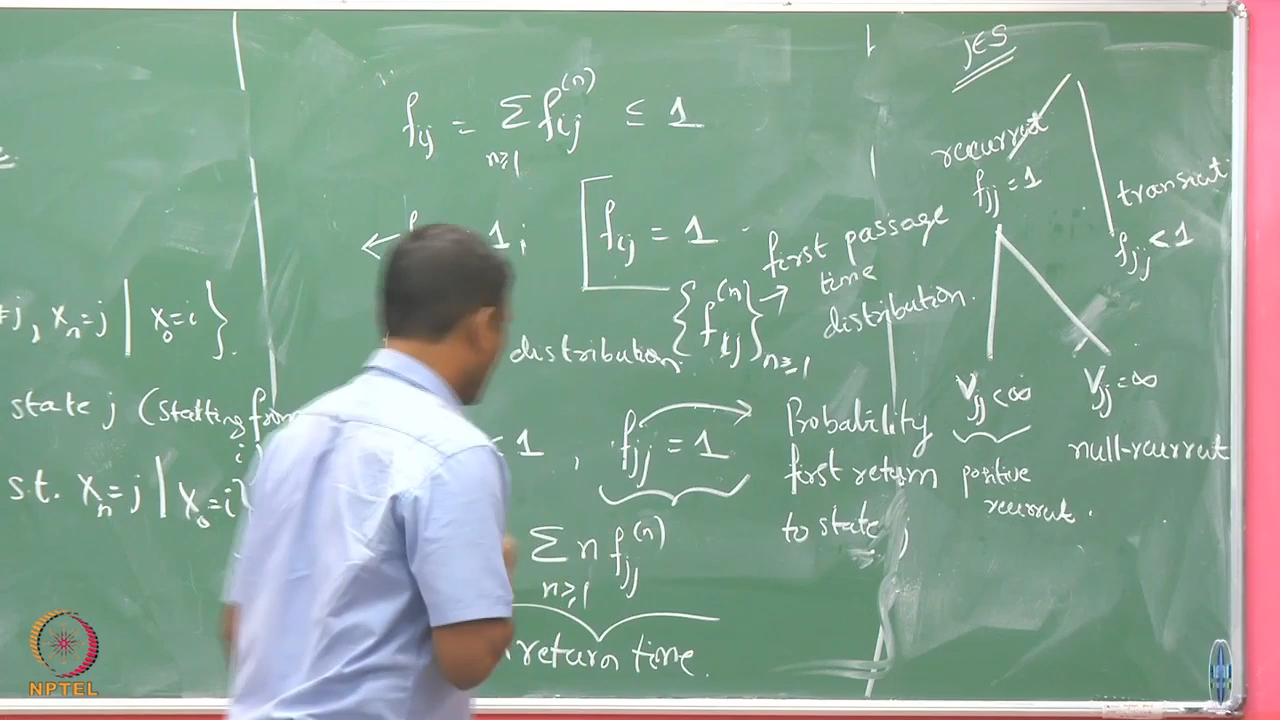 ≠j, X_n=j | X_0=i }.
state j (starting from
i
s.t. X_n=j | X_0=i
f_ij = Σ_{n≥1} f_ij^(n) ≤ 1
1; [ f_ij = 1
distribution. {f_ij^(n)}_{n≥1} → first passage
time
distribution.
< 1, f_jj = 1 → Probability
first return
to state j
Σ_{n≥1} n f_jj^(n)
return time.
j∈S
recurrent
f_jj = 1
transient
f_jj < 1
ν_jj < ∞
positive
recurrent.
ν_jj = ∞
null-recurrent
NPTEL